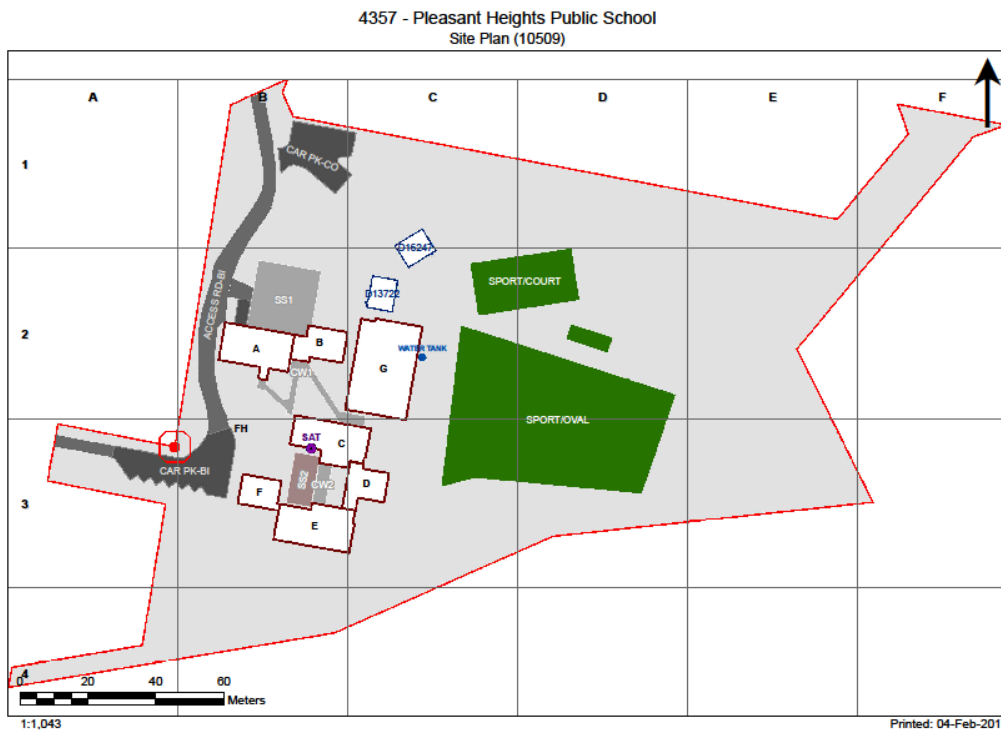 4357 - Pleasant Heights Public School
Site Plan (10509)
A
B
C
D
E
F
1
CAR PK-CO
D16247
ACCESS RD-BI
SS1
D13722
SPORT/COURT
2
A
B
WATER TANK
CW1
G
SPORT/OVAL
FH
SAT
C
CAR PK-BI
SS2
CW2
D
F
3
E
4
0 20 40 60
Meters
1:1,043
Printed: 04-Feb-201